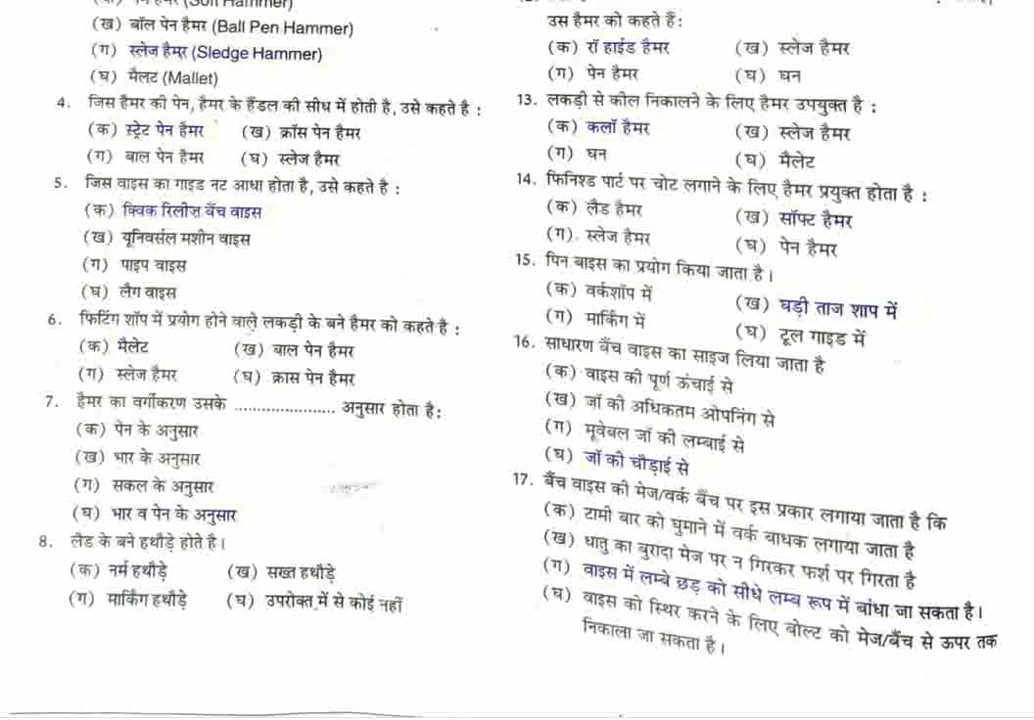 (Soft Hammer)
(ख) बॉल पेन हैमर (Ball Pen Hammer)
(ग) स्लेज हैमर (Sledge Hammer)
(घ) मैलट (Mallet)
4. जिस हैमर की पेन, हैमर के हैंडल की सीध में होती है, उसे कहते है :
(क) स्ट्रेट पेन हैमर (ख) क्रॉस पेन हैमर
(ग) बाल पेन हैमर (घ) स्लेज हैमर
5. जिस वाइस का गाइड नट आधा होता है, उसे कहते है :
(क) क्विक रिलीज बैंच वाइस
(ख) यूनिवर्सल मशीन वाइस
(ग) पाइप वाइस
(घ) लैग वाइस
6. फिटिंग शॉप में प्रयोग होने वाले लकड़ी के बने हैमर को कहते है :
(क) मैलेट (ख) बाल पेन हैमर
(ग) स्लेज हैमर (घ) क्रास पेन हैमर
7. हैमर का वर्गीकरण उसके ...................... अनुसार होता है:
(क) पेन के अनुसार
(ख) भार के अनुसार
(ग) सकल के अनुसार
(घ) भार व पेन के अनुसार
8. लैड के बने हथौड़े होते है।
(क) नर्म हथौड़े (ख) सख्त हथौड़े
(ग) मार्किंग हथौड़े (घ) उपरोक्त में से कोई नहीं
उस हैमर को कहते हैं:
(क) रॉ हाईड हैमर (ख) स्लेज हैमर
(ग) पेन हैमर (घ) घन
13. लकड़ी से कील निकालने के लिए हैमर उपयुक्त है :
(क) कलॉ हैमर (ख) स्लेज हैमर
(ग) घन (घ) मैलेट
14. फिनिश्ड पार्ट पर चोट लगाने के लिए हैमर प्रयुक्त होता है :
(क) लैड हैमर (ख) सॉफ्ट हैमर
(ग) स्लेज हैमर (घ) पेन हैमर
15. पिन बाइस का प्रयोग किया जाता है।
(क) वर्कशॉप में (ख) घड़ी ताज शाप में
(ग) मार्किंग में (घ) टूल गाइड में
16. साधारण बैंच वाइस का साइज लिया जाता है
(क) वाइस की पूर्ण ऊंचाई से
(ख) जॉ की अधिकतम ओपनिंग से
(ग) मूवेबल जॉ की लम्बाई से
(घ) जॉ की चौड़ाई से
17. बैंच वाइस की मेज/वर्क बैंच पर इस प्रकार लगाया जाता है कि
(क) टामी बार को घुमाने में वर्क बाधक लगाया जाता है
(ख) धातु का बुरादा मेज पर न गिरकर फर्श पर गिरता है
(ग) वाइस में लम्बे छड़ को सीधे लम्ब रूप में बांधा जा सकता है।
(घ) वाइस को स्थिर करने के लिए बोल्ट को मेज/बैंच से ऊपर तक
निकाला जा सकता है।